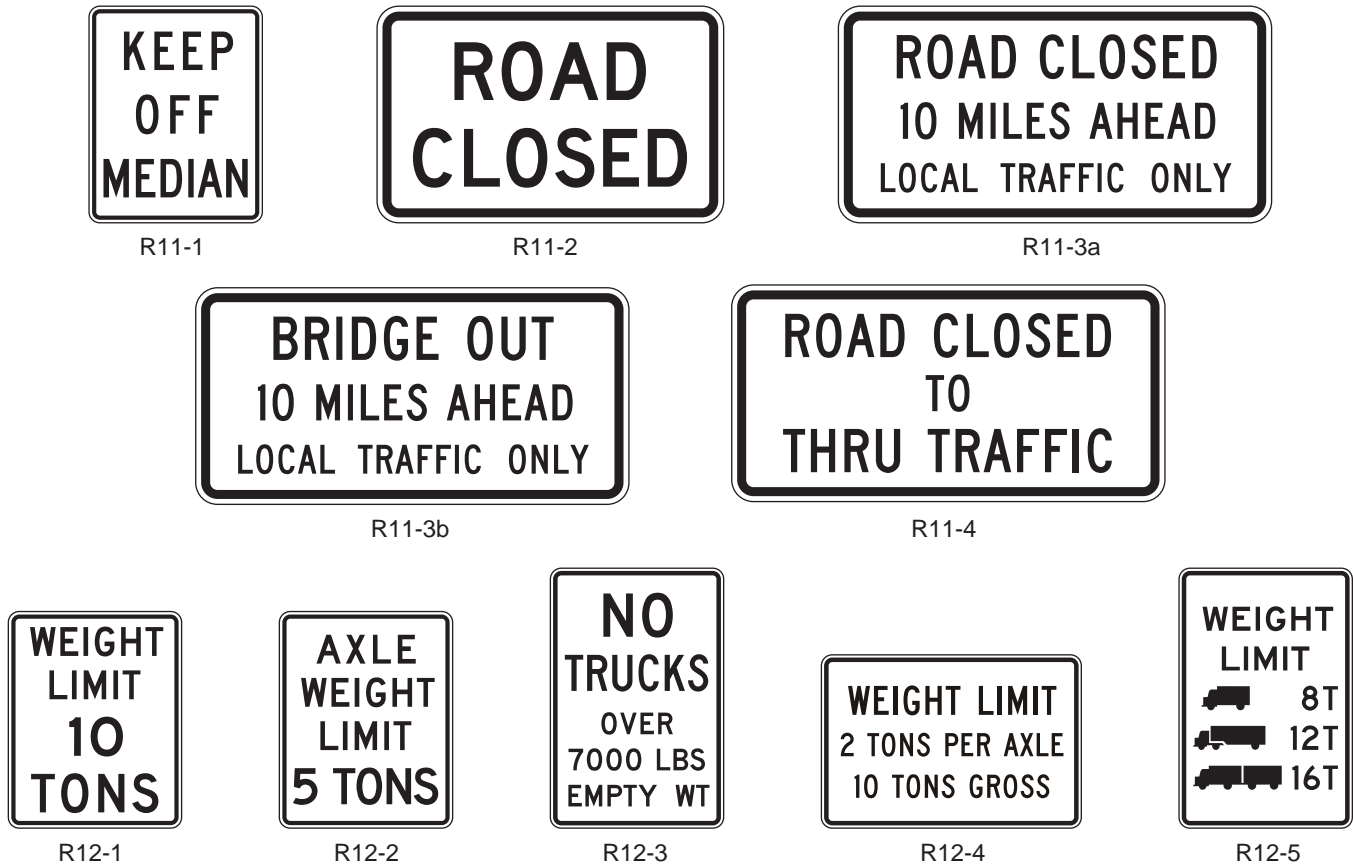 KEEP
OFF
MEDIAN
R11-1
ROAD
CLOSED
R11-2
ROAD CLOSED
10 MILES AHEAD
LOCAL TRAFFIC ONLY
R11-3a
BRIDGE OUT
10 MILES AHEAD
LOCAL TRAFFIC ONLY
R11-3b
ROAD CLOSED
TO
THRU TRAFFIC
R11-4
WEIGHT
LIMIT
10
TONS
R12-1
AXLE
WEIGHT
LIMIT
5 TONS
R12-2
NO
TRUCKS
OVER
7000 LBS
EMPTY WT
R12-3
WEIGHT LIMIT
2 TONS PER AXLE
10 TONS GROSS
R12-4
WEIGHT
LIMIT
8T
12T
16T
R12-5